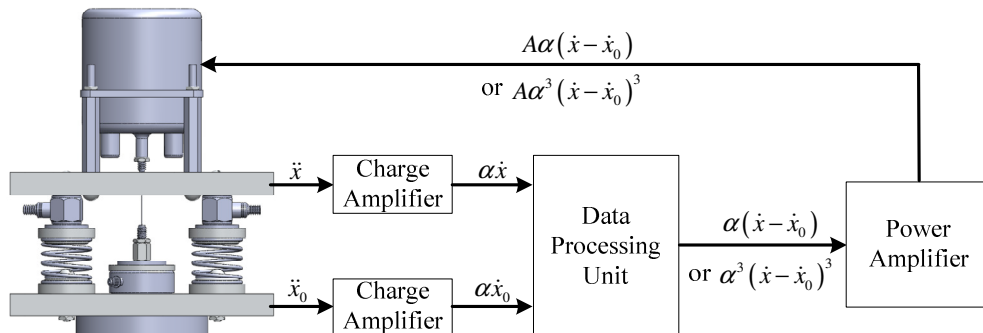 Aα(ẋ − ẋ₀)
or Aα³(ẋ − ẋ₀)³
ẍ
Charge
Amplifier
αẋ
Data
Processing
Unit
α(ẋ − ẋ₀)
or α³(ẋ − ẋ₀)³
Power
Amplifier
ẍ₀
Charge
Amplifier
αẋ₀